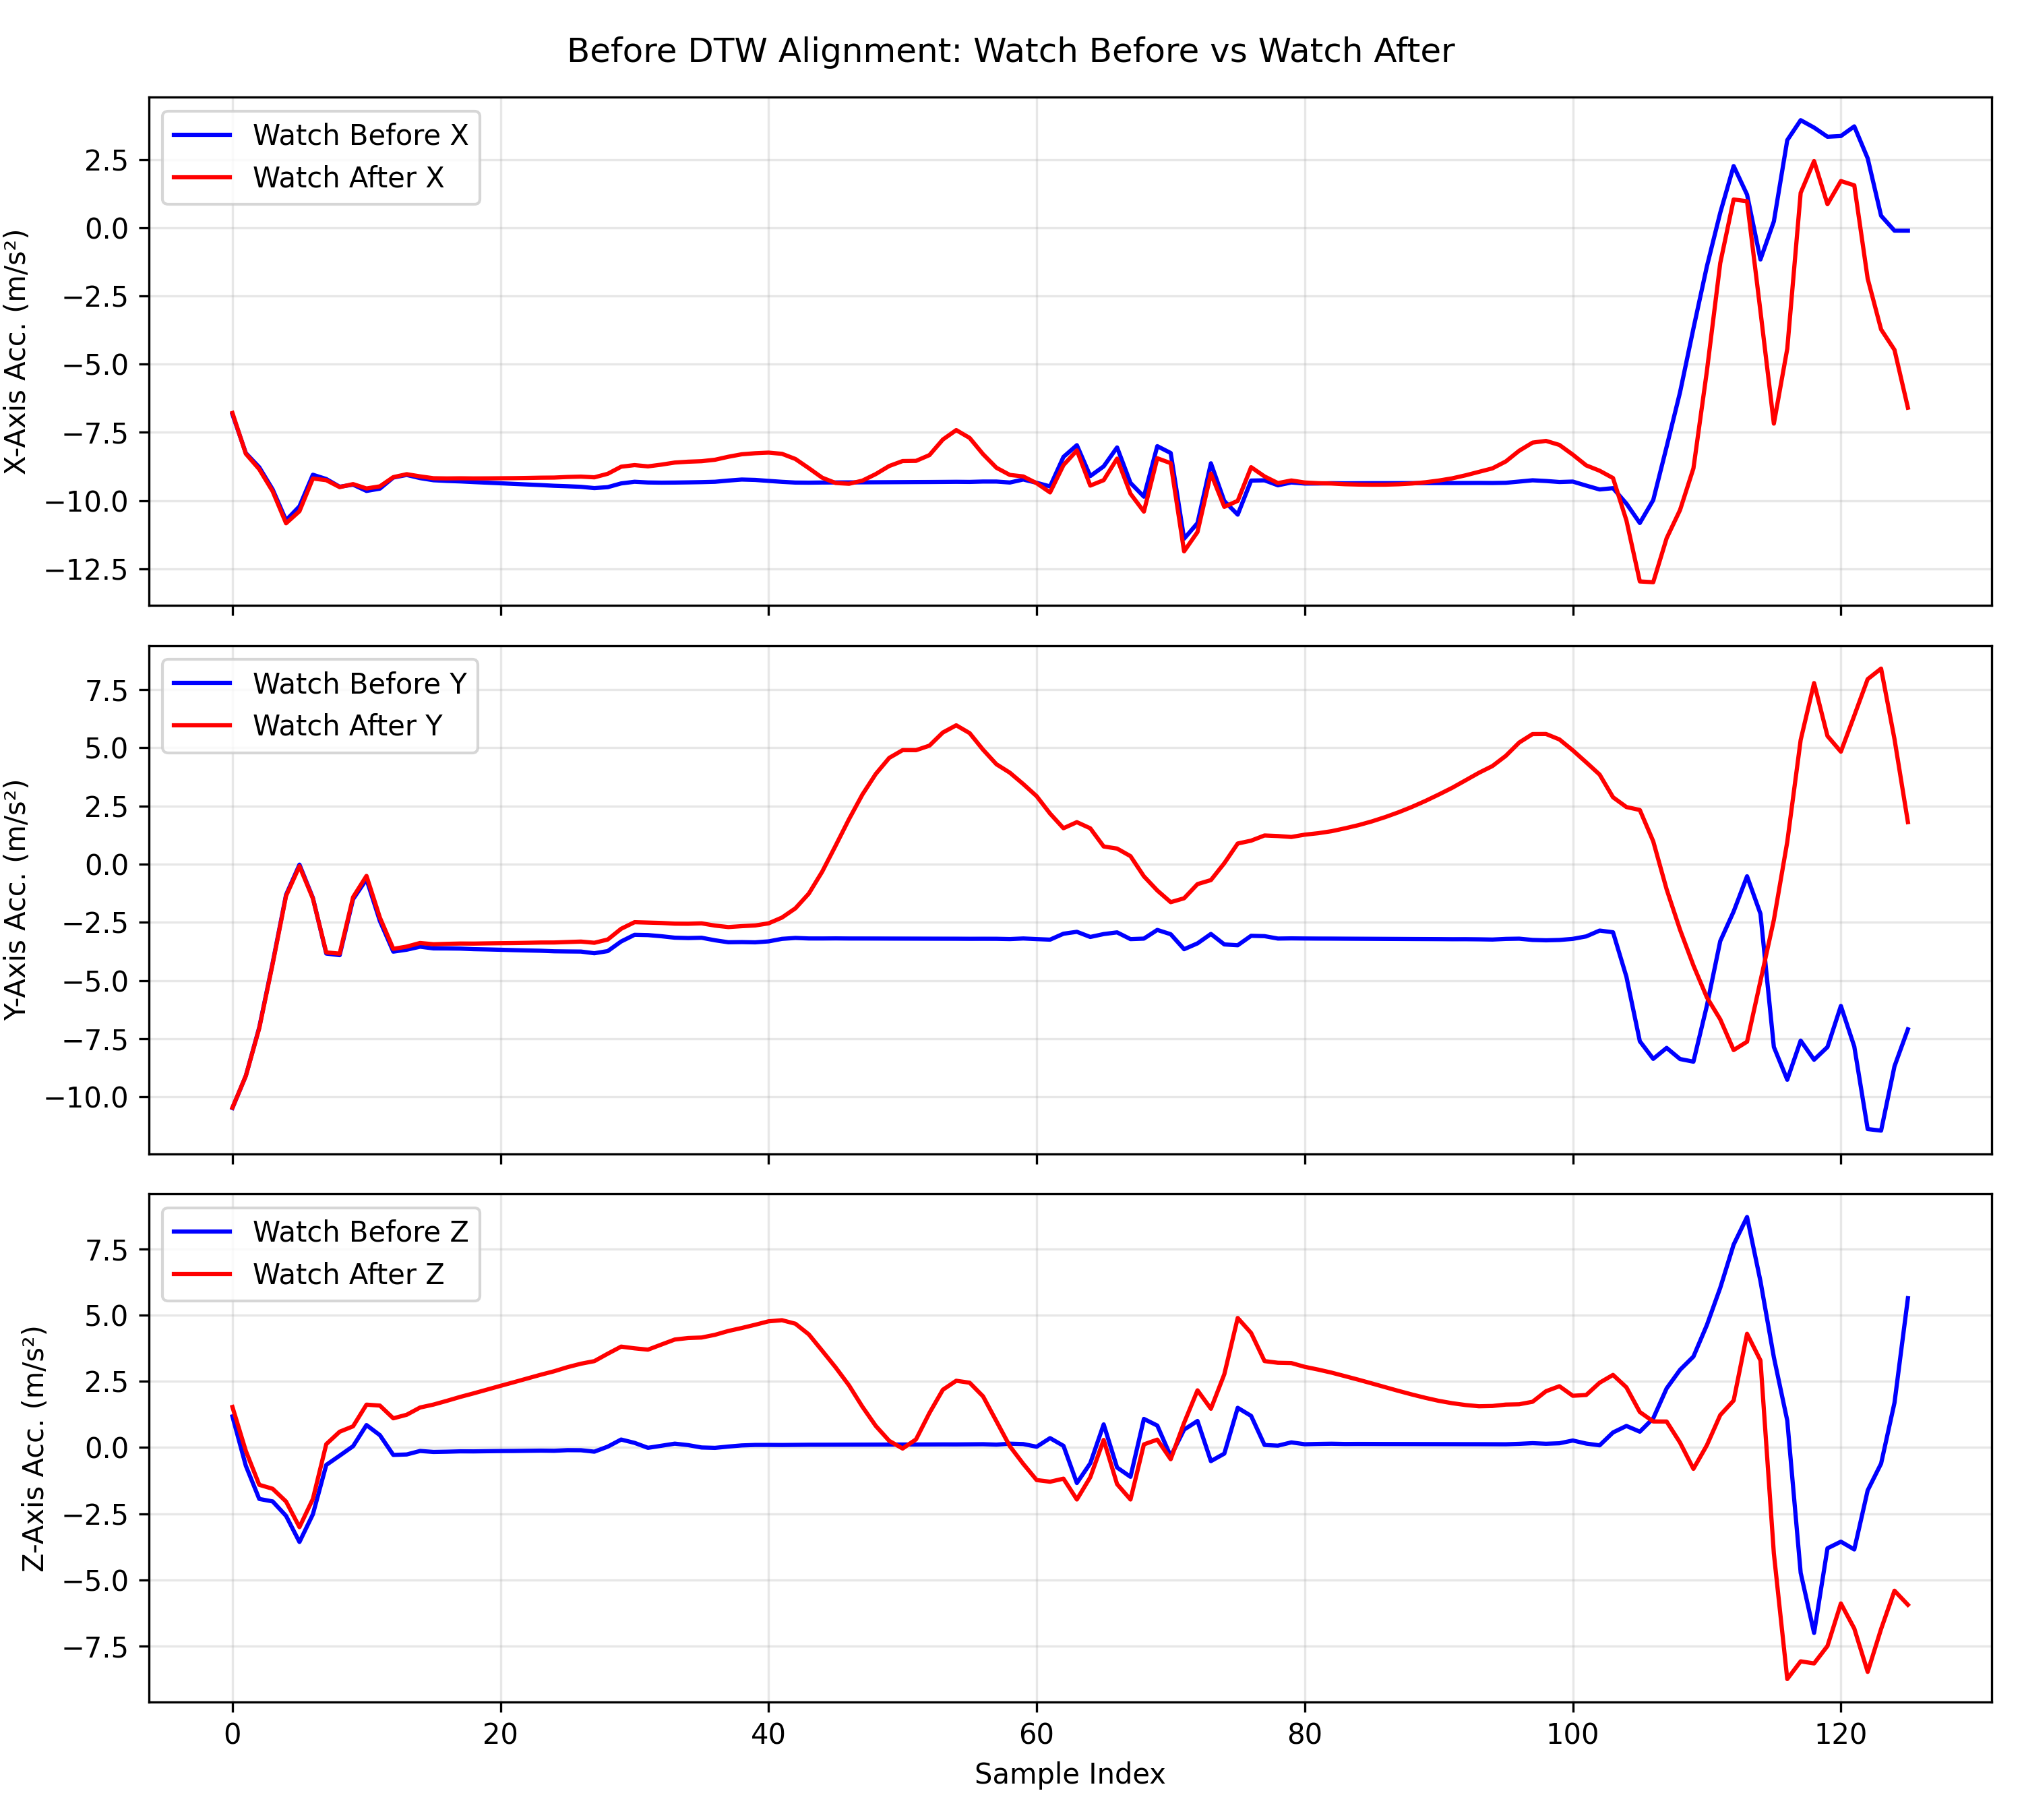 Before DTW Alignment: Watch Before vs Watch After
Watch Before X
Watch After X
X-Axis Acc. (m/s²)
2.5
0.0
−2.5
−5.0
−7.5
−10.0
−12.5
Watch Before Y
Watch After Y
Y-Axis Acc. (m/s²)
7.5
5.0
2.5
0.0
−2.5
−5.0
−7.5
−10.0
Watch Before Z
Watch After Z
Z-Axis Acc. (m/s²)
7.5
5.0
2.5
0.0
−2.5
−5.0
−7.5
0 20 40 60 80 100 120
Sample Index